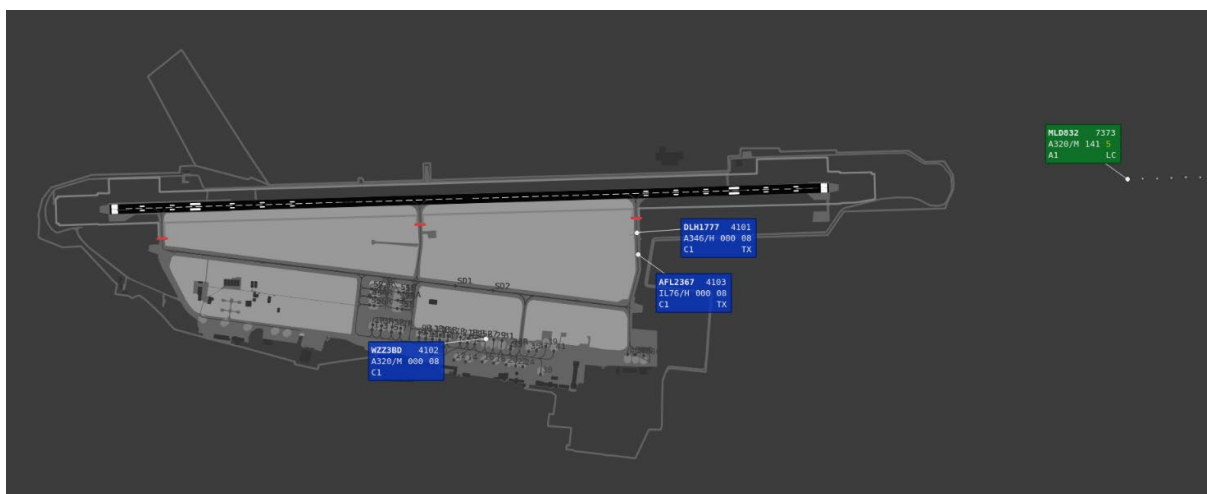 MLD832 7373
A320/M 141 5
A1 LC
DLH1777 4101
A346/H 000 08
C1 TX
AFL2367 4103
IL76/H 000 08
C1 TX
SD1 SD2
WZZ3BD 4102
A320/M 000 08
C1